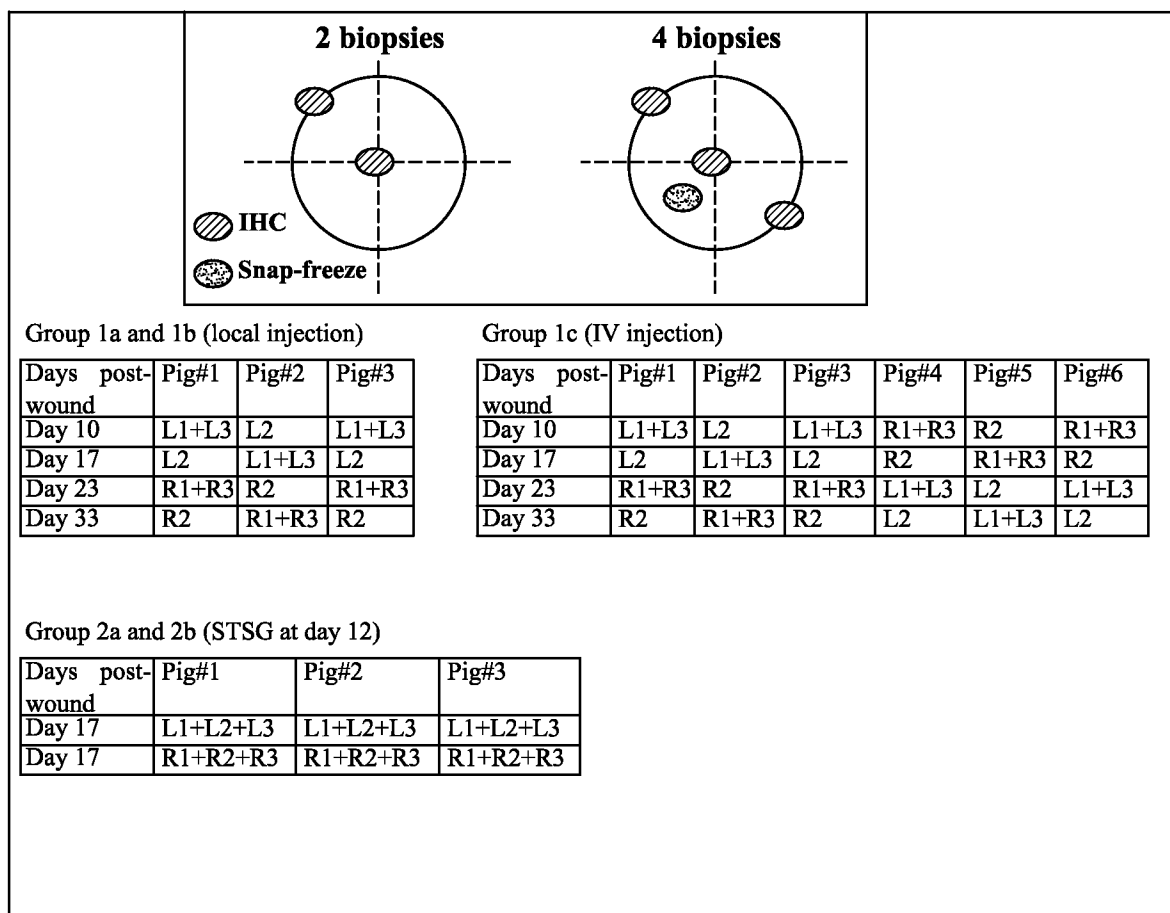 2 biopsies 4 biopsies
IHC
Snap-freeze
Group 1a and 1b (local injection)
Days post-wound Pig#1 Pig#2 Pig#3
Day 10 L1+L3 L2 L1+L3
Day 17 L2 L1+L3 L2
Day 23 R1+R3 R2 R1+R3
Day 33 R2 R1+R3 R2
Group 1c (IV injection)
Days post-wound Pig#1 Pig#2 Pig#3 Pig#4 Pig#5 Pig#6
Day 10 L1+L3 L2 L1+L3 R1+R3 R2 R1+R3
Day 17 L2 L1+L3 L2 R2 R1+R3 R2
Day 23 R1+R3 R2 R1+R3 L1+L3 L2 L1+L3
Day 33 R2 R1+R3 R2 L2 L1+L3 L2
Group 2a and 2b (STSG at day 12)
Days post-wound Pig#1 Pig#2 Pig#3
Day 17 L1+L2+L3 L1+L2+L3 L1+L2+L3
Day 17 R1+R2+R3 R1+R2+R3 R1+R2+R3